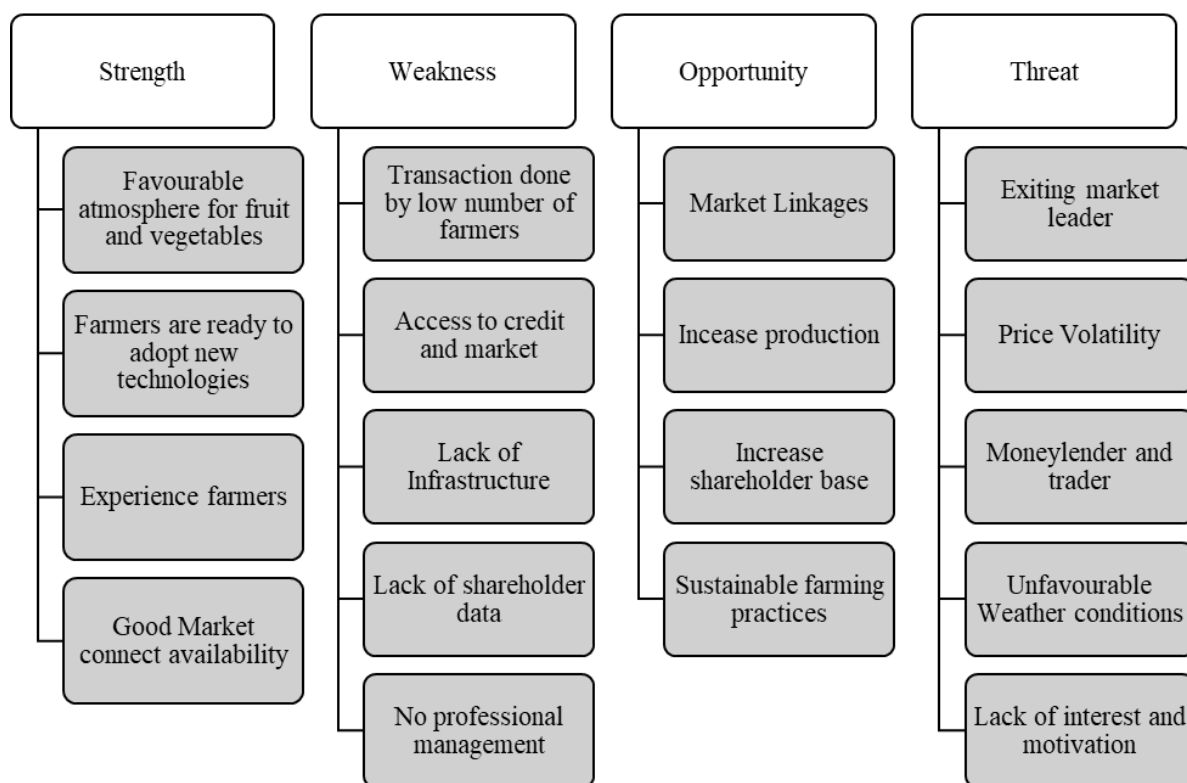 Strength
Favourable
atmosphere for fruit
and vegetables
Farmers are ready to
adopt new
technologies
Experience farmers
Good Market
connect availability
Weakness
Transaction done
by low number of
farmers
Access to credit
and market
Lack of
Infrastructure
Lack of shareholder
data
No professional
management
Opportunity
Market Linkages
Incease production
Increase
shareholder base
Sustainable farming
practices
Threat
Exiting market
leader
Price Volatility
Moneylender and
trader
Unfavourable
Weather conditions
Lack of interest and
motivation